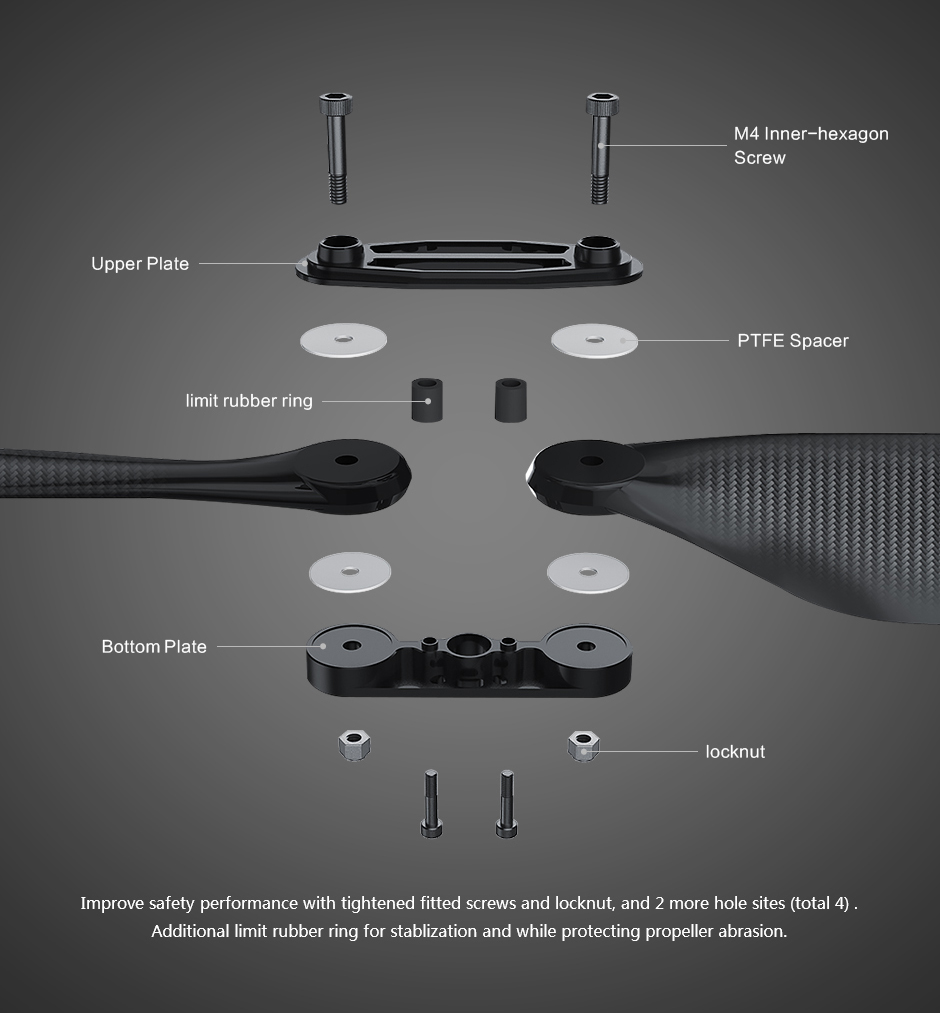 M4 Inner-hexagon
Screw
Upper Plate
PTFE Spacer
limit rubber ring
Bottom Plate
locknut
Improve safety performance with tightened fitted screws and locknut, and 2 more hole sites (total 4) .
Additional limit rubber ring for stablization and while protecting propeller abrasion.